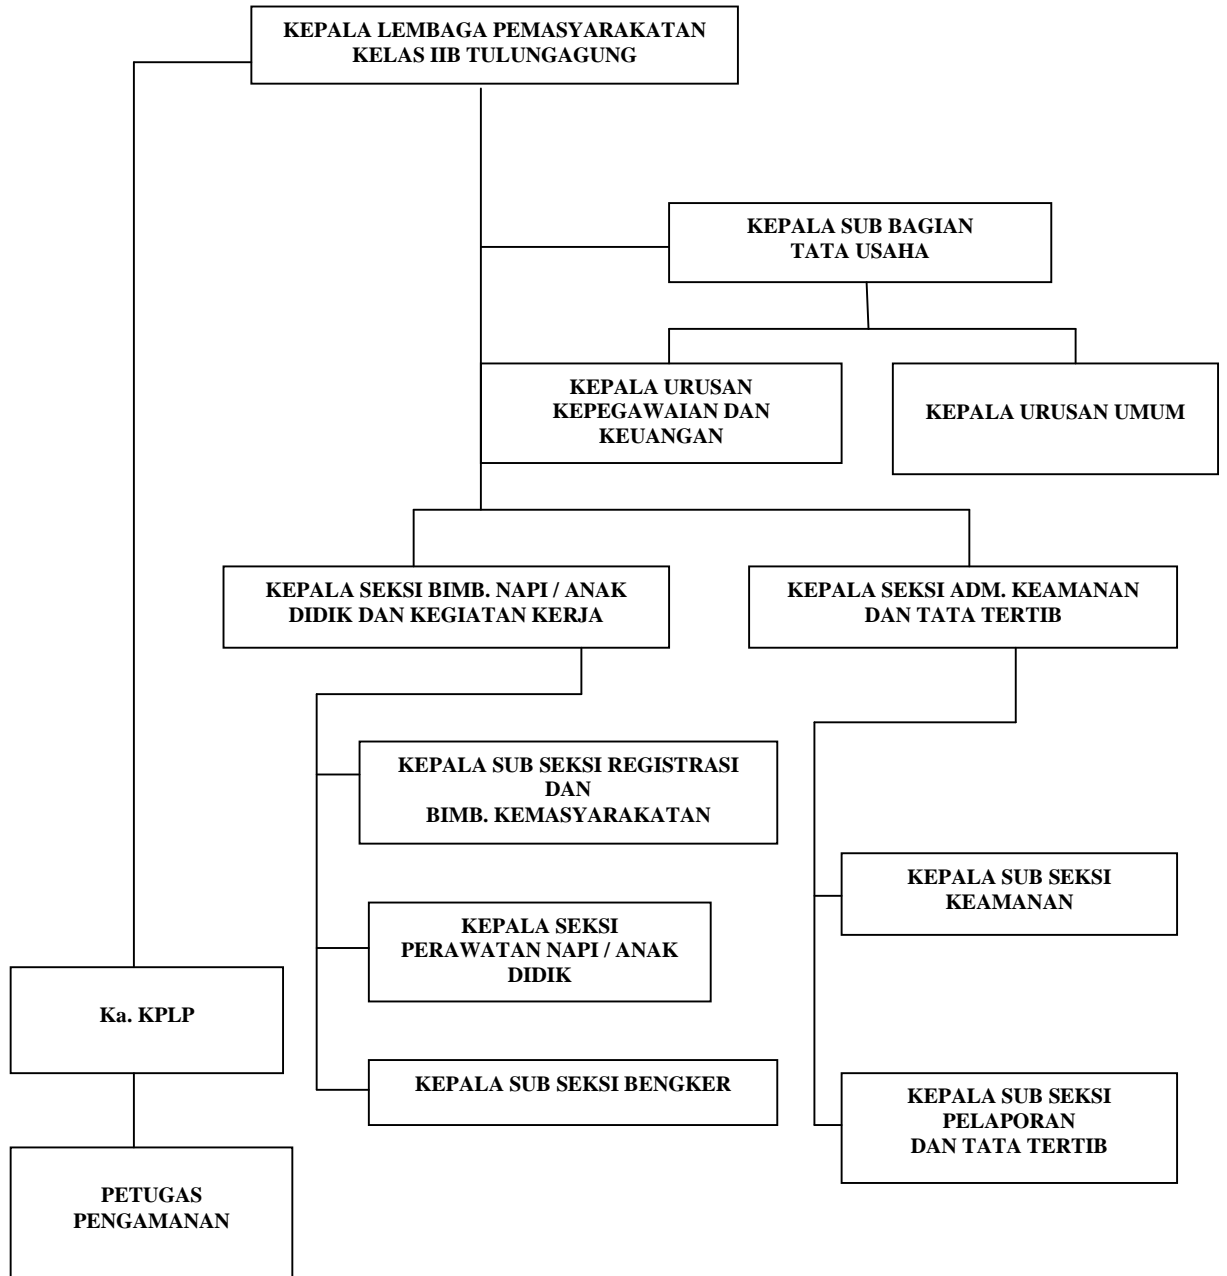 KEPALA LEMBAGA PEMASYARAKATAN
KELAS IIB TULUNGAGUNG
KEPALA SUB BAGIAN
TATA USAHA
KEPALA URUSAN
KEPEGAWAIAN DAN
KEUANGAN
KEPALA URUSAN UMUM
KEPALA SEKSI BIMB. NAPI / ANAK
DIDIK DAN KEGIATAN KERJA
KEPALA SEKSI ADM. KEAMANAN
DAN TATA TERTIB
KEPALA SUB SEKSI REGISTRASI
DAN
BIMB. KEMASYARAKATAN
KEPALA SUB SEKSI
KEAMANAN
KEPALA SEKSI
PERAWATAN NAPI / ANAK
DIDIK
Ka. KPLP
KEPALA SUB SEKSI BENGKER
KEPALA SUB SEKSI
PELAPORAN
DAN TATA TERTIB
PETUGAS
PENGAMANAN